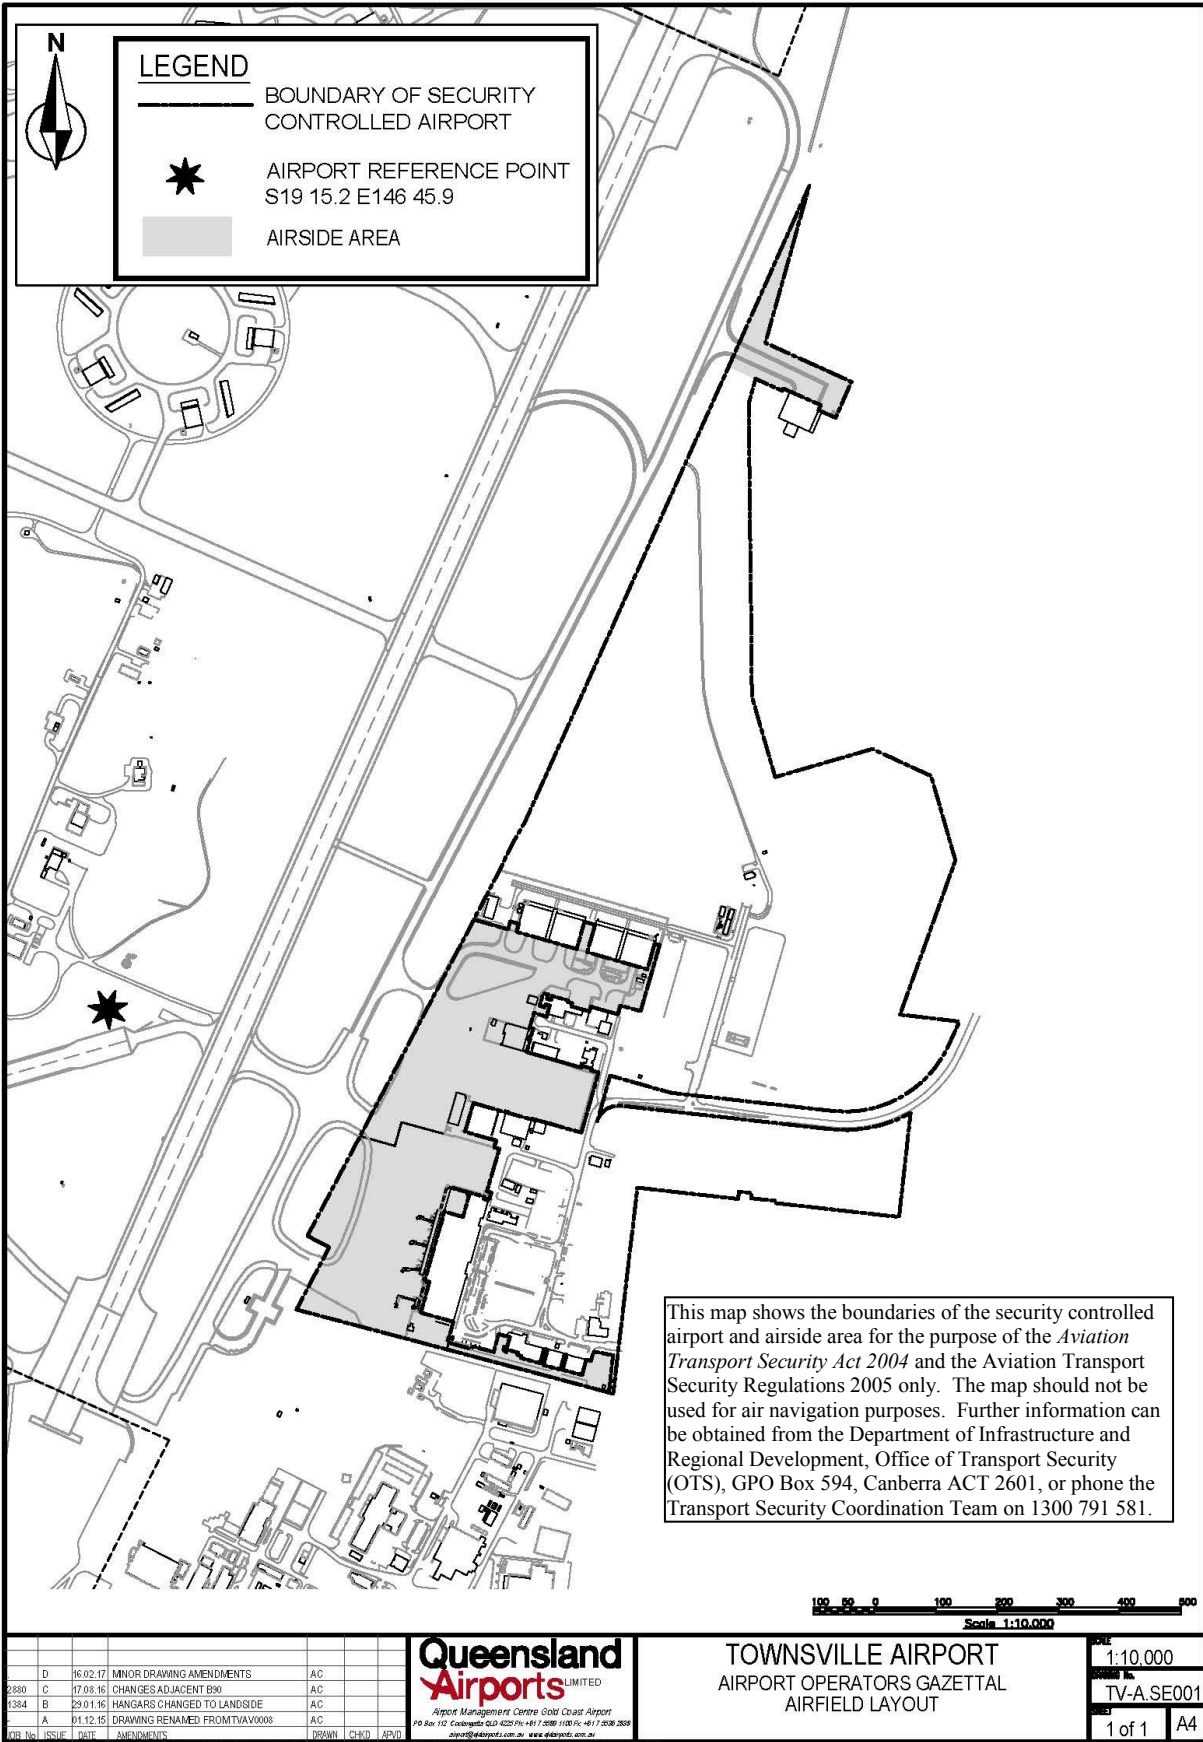 N
LEGEND
BOUNDARY OF SECURITY
CONTROLLED AIRPORT
AIRPORT REFERENCE POINT
S19 15.2 E146 45.9
AIRSIDE AREA
This map shows the boundaries of the security controlled
airport and airside area for the purpose of the Aviation
Transport Security Act 2004 and the Aviation Transport
Security Regulations 2005 only. The map should not be
used for air navigation purposes. Further information can
be obtained from the Department of Infrastructure and
Regional Development, Office of Transport Security
(OTS), GPO Box 594, Canberra ACT 2601, or phone the
Transport Security Coordination Team on 1300 791 581.
100 50 0 100 200 300 400 500
Scale 1:10,000
D 16.02.17 MINOR DRAWING AMENDMENTS AC
2880 C 17.08.16 CHANGES ADJACENT B90 AC
1384 B 29.01.16 HANGARS CHANGED TO LANDSIDE AC
- A 01.12.15 DRAWING RENAMED FROM TVAV0008 AC
JOB No ISSUE DATE AMENDMENTS DRAWN CHKD APVD
Queensland
Airports LIMITED
Airport Management Centre Gold Coast Airport
TOWNSVILLE AIRPORT
AIRPORT OPERATORS GAZETTAL
AIRFIELD LAYOUT
SCALE
1:10,000
DRAWING No.
TV-A.SE001
SHEET
1 of 1 A4